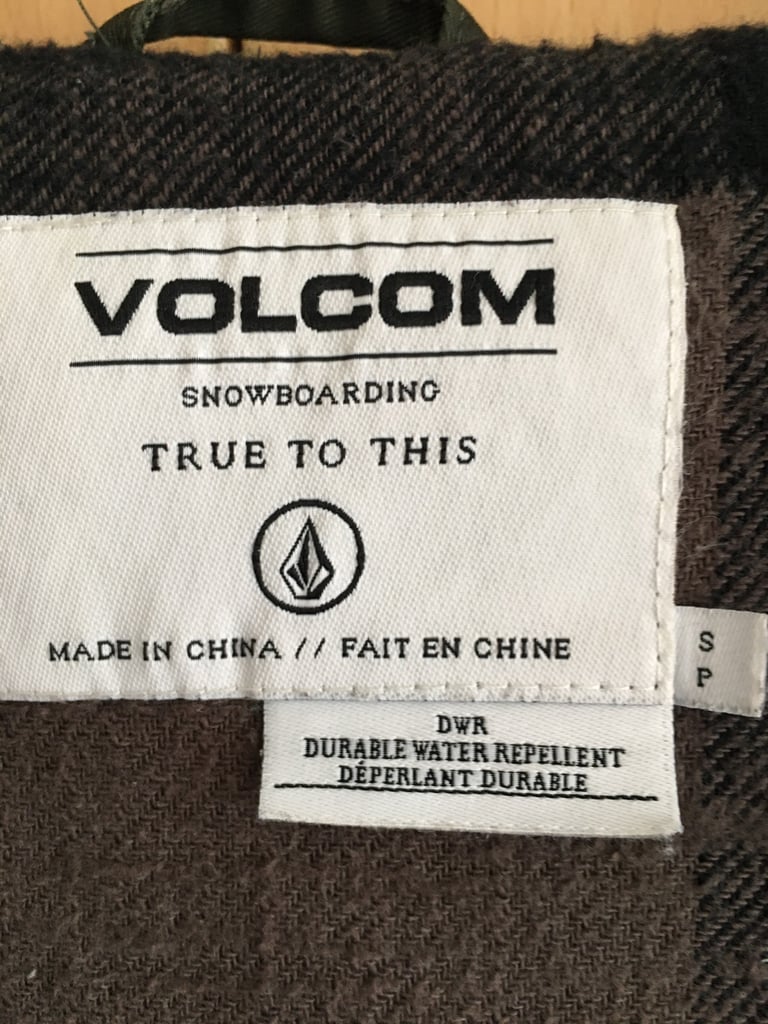 VOLCOM
SNOWBOARDING
TRUE TO THIS
MADE IN CHINA // FAIT EN CHINE
S
P
DWR
DURABLE WATER REPELLENT
DÉPERLANT DURABLE